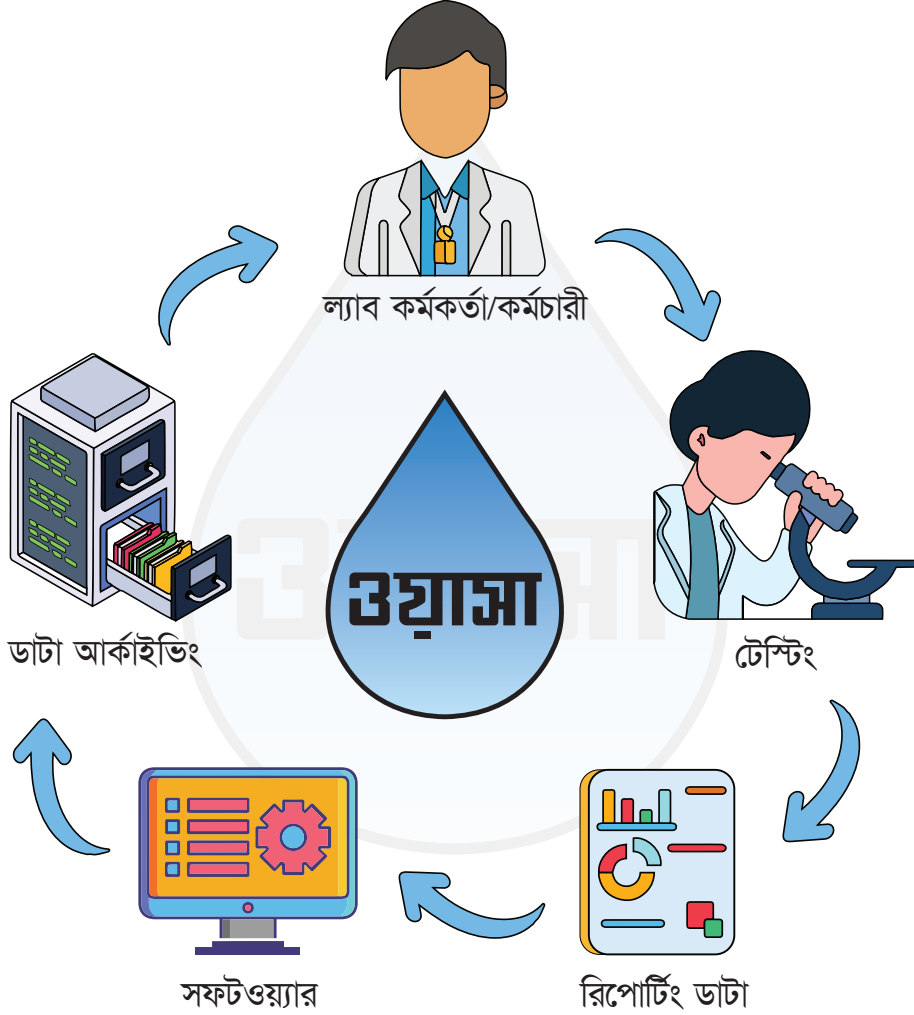 ল্যাব কর্মকর্তা/কর্মচারী
ওয়াসা
ডাটা আর্কাইভিং
টেস্টিং
সফটওয়্যার
রিপোর্টিং ডাটা